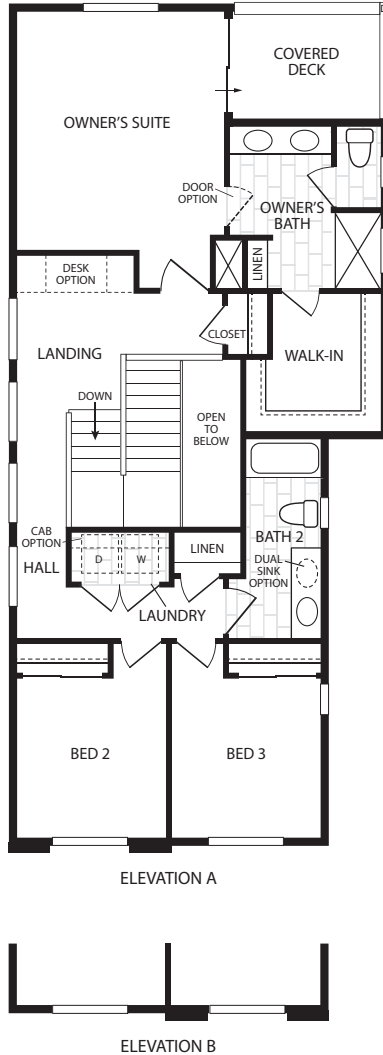 COVERED
DECK
OWNER'S SUITE
DOOR
OPTION
OWNER'S
BATH
LINEN
DESK
OPTION
CLOSET
LANDING
WALK-IN
DOWN
OPEN
TO
BELOW
CAB
OPTION
HALL
D
W
LINEN
BATH 2
DUAL
SINK
OPTION
LAUNDRY
BED 2
BED 3
ELEVATION A
ELEVATION B